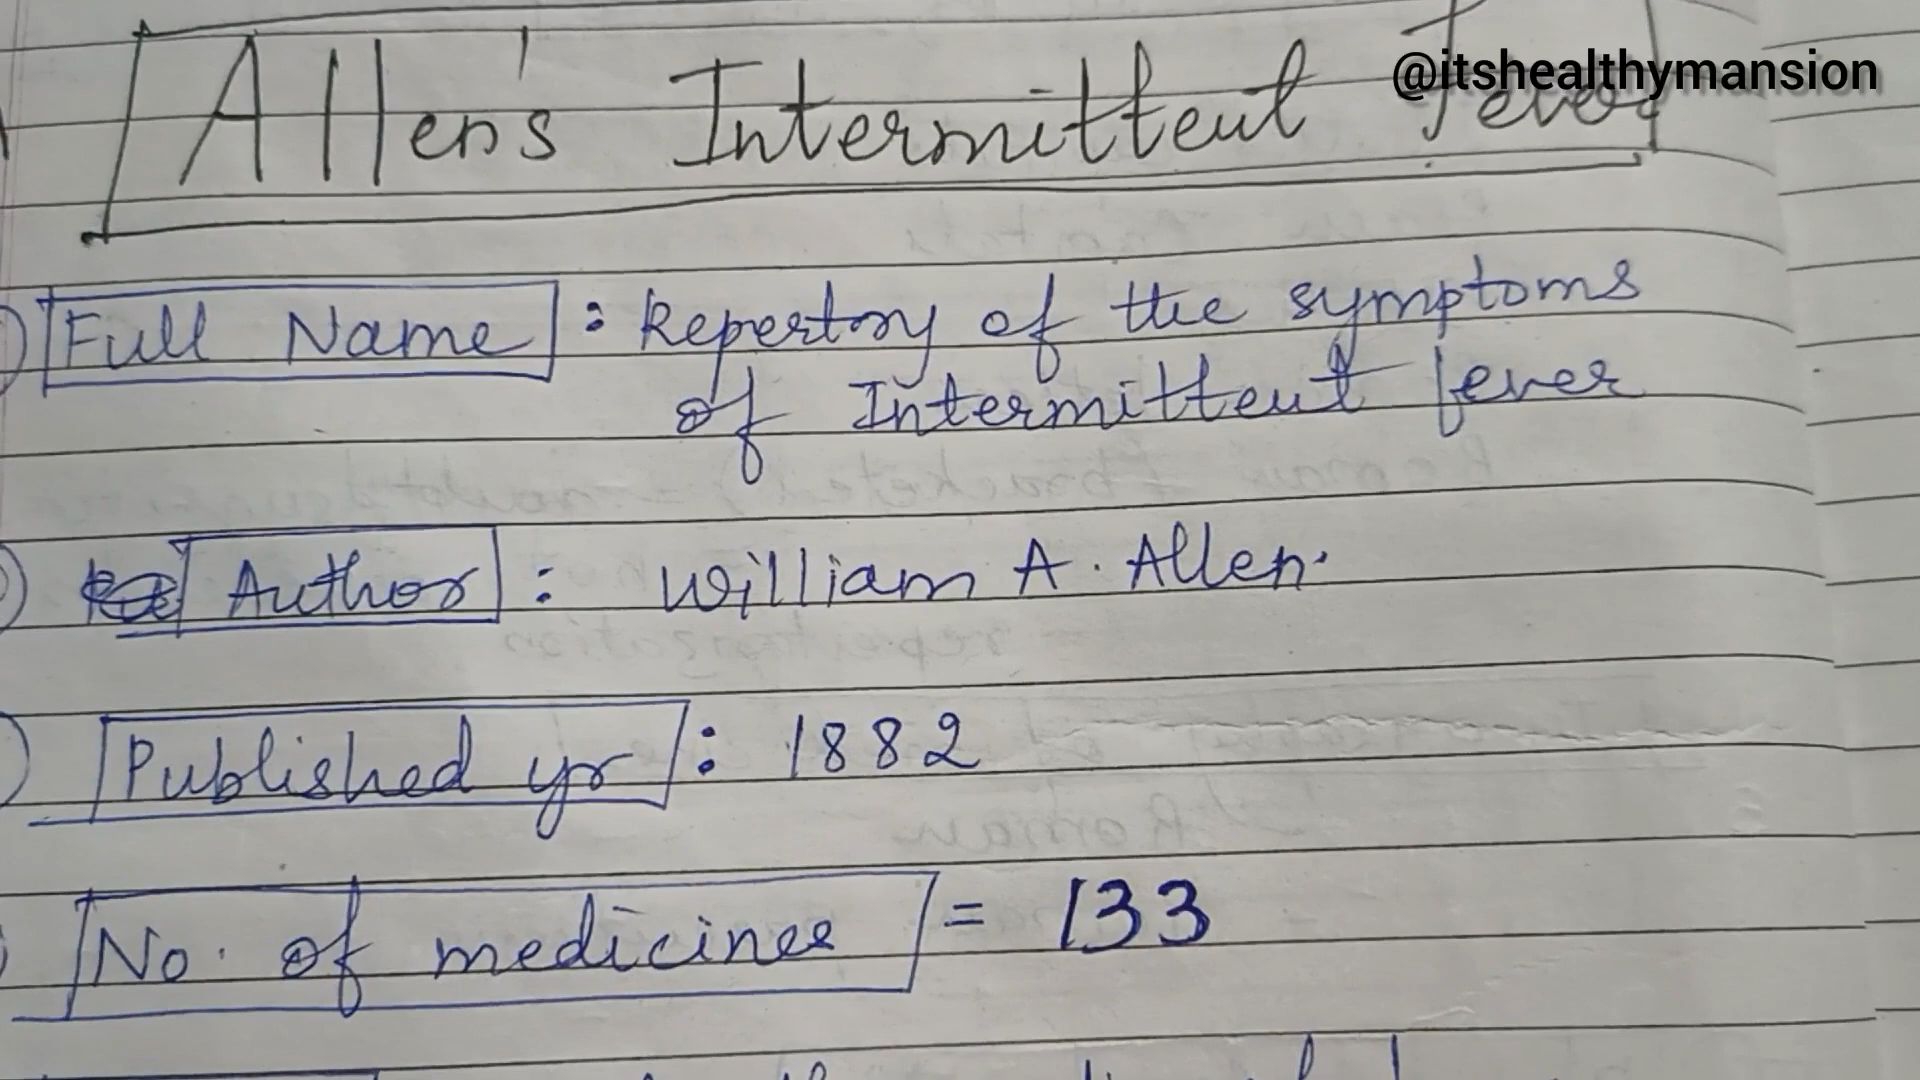 Allen's Intermittent Fever
@itshealthymansion
Full Name : Repertory of the symptoms
of Intermittent fever
Author : William A. Allen.
Published yr : 1882
No. of medicines = 133